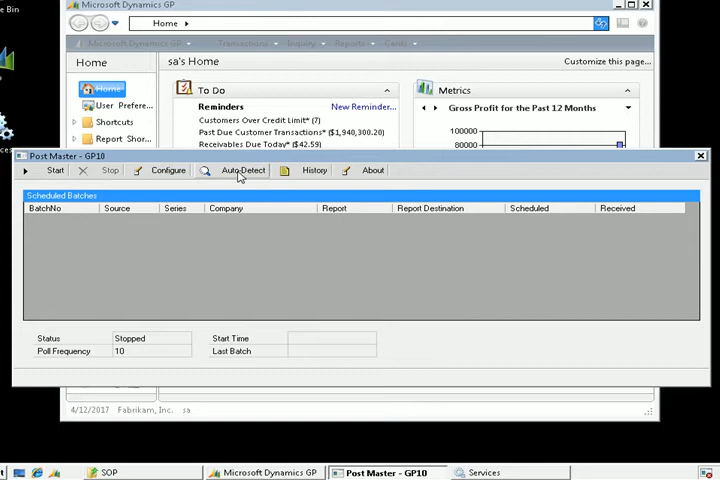 e Bin
Microsoft Dynamics GP
Home
Microsoft Dynamics GP Transactions Inquiry Reports Cards
Home
sa's Home
Customize this page...
Home
User Prefere...
Shortcuts
Report Shor...
To Do
Reminders
New Reminder...
Customers Over Credit Limit* (7)
Past Due Customer Transactions* ($1,940,300.20)
Receivables Due Today* ($42.59)
Metrics
Gross Profit for the Past 12 Months
100000
80000
Post Master - GP10
Start Stop Configure Auto Detect History About
Scheduled Batches
BatchNo Source Series Company Report Report Destination Scheduled Received
Status Stopped Start Time
Poll Frequency 10 Last Batch
4/12/2017 Fabrikam, Inc. sa
t SOP Microsoft Dynamics GP Post Master - GP10 Services